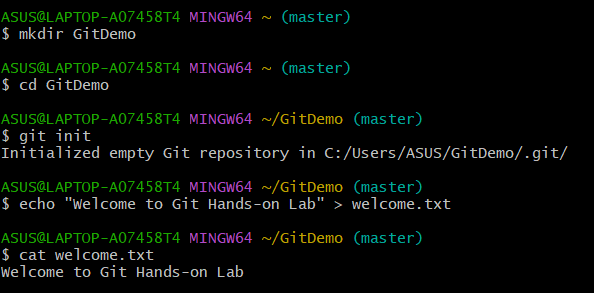 ASUS@LAPTOP-A07458T4 MINGW64 ~ (master)
$ mkdir GitDemo
ASUS@LAPTOP-A07458T4 MINGW64 ~ (master)
$ cd GitDemo
ASUS@LAPTOP-A07458T4 MINGW64 ~/GitDemo (master)
$ git init
Initialized empty Git repository in C:/Users/ASUS/GitDemo/.git/
ASUS@LAPTOP-A07458T4 MINGW64 ~/GitDemo (master)
$ echo "Welcome to Git Hands-on Lab" > welcome.txt
ASUS@LAPTOP-A07458T4 MINGW64 ~/GitDemo (master)
$ cat welcome.txt
Welcome to Git Hands-on Lab